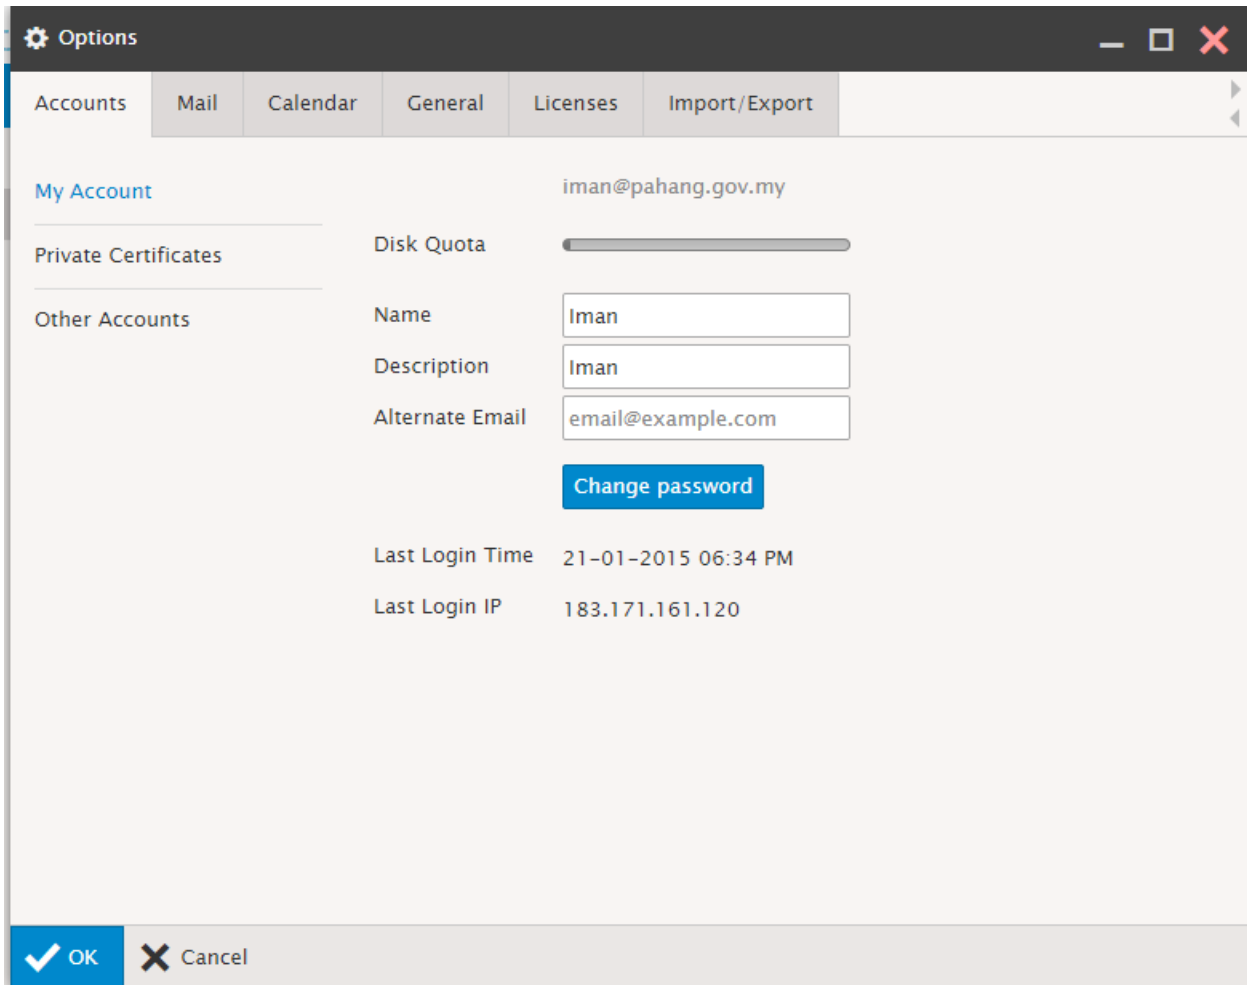 Options
Accounts Mail Calendar General Licenses Import/Export
My Account
Private Certificates
Other Accounts
iman@pahang.gov.my
Disk Quota
Name Iman
Description Iman
Alternate Email email@example.com
Change password
Last Login Time 21-01-2015 06:34 PM
Last Login IP 183.171.161.120
OK Cancel